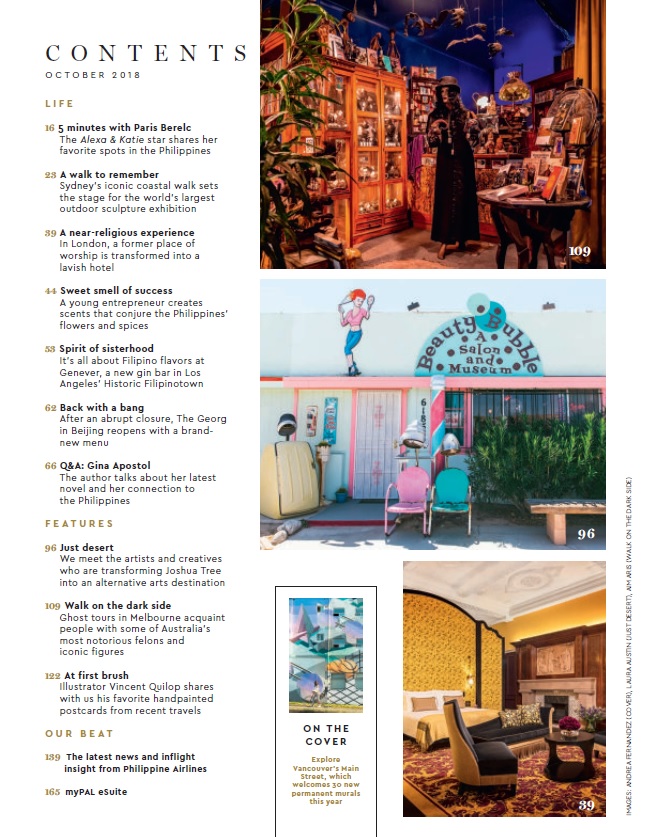 CONTENTS
OCTOBER 2018
LIFE
16 5 minutes with Paris Berelc
The Alexa & Katie star shares her
favorite spots in the Philippines
23 A walk to remember
Sydney's iconic coastal walk sets
the stage for the world's largest
outdoor sculpture exhibition
39 A near-religious experience
In London, a former place of
worship is transformed into a
lavish hotel
44 Sweet smell of success
A young entrepreneur creates
scents that conjure the Philippines'
flowers and spices
53 Spirit of sisterhood
It's all about Filipino flavors at
Genever, a new gin bar in Los
Angeles' Historic Filipinotown
62 Back with a bang
After an abrupt closure, The Georg
in Beijing reopens with a brand-
new menu
66 Q&A: Gina Apostol
The author talks about her latest
novel and her connection to
the Philippines
FEATURES
96 Just desert
We meet the artists and creatives
who are transforming Joshua Tree
into an alternative arts destination
109 Walk on the dark side
Ghost tours in Melbourne acquaint
people with some of Australia's
most notorious felons and
iconic figures
122 At first brush
Illustrator Vincent Quilop shares
with us his favorite handpainted
postcards from recent travels
OUR BEAT
139 The latest news and inflight
insight from Philippine Airlines
165 myPAL eSuite
109
Beauty Bubble
A
Salon
and
Museum
618
96
ON THE
COVER
Explore
Vancouver's Main
Street, which
welcomes 30 new
permanent murals
this year
39
IMAGES: ANDREA FERNANDEZ (COVER), LAURA AUSTIN (JUST DESERT), AIM ARIS (WALK ON THE DARK SIDE)